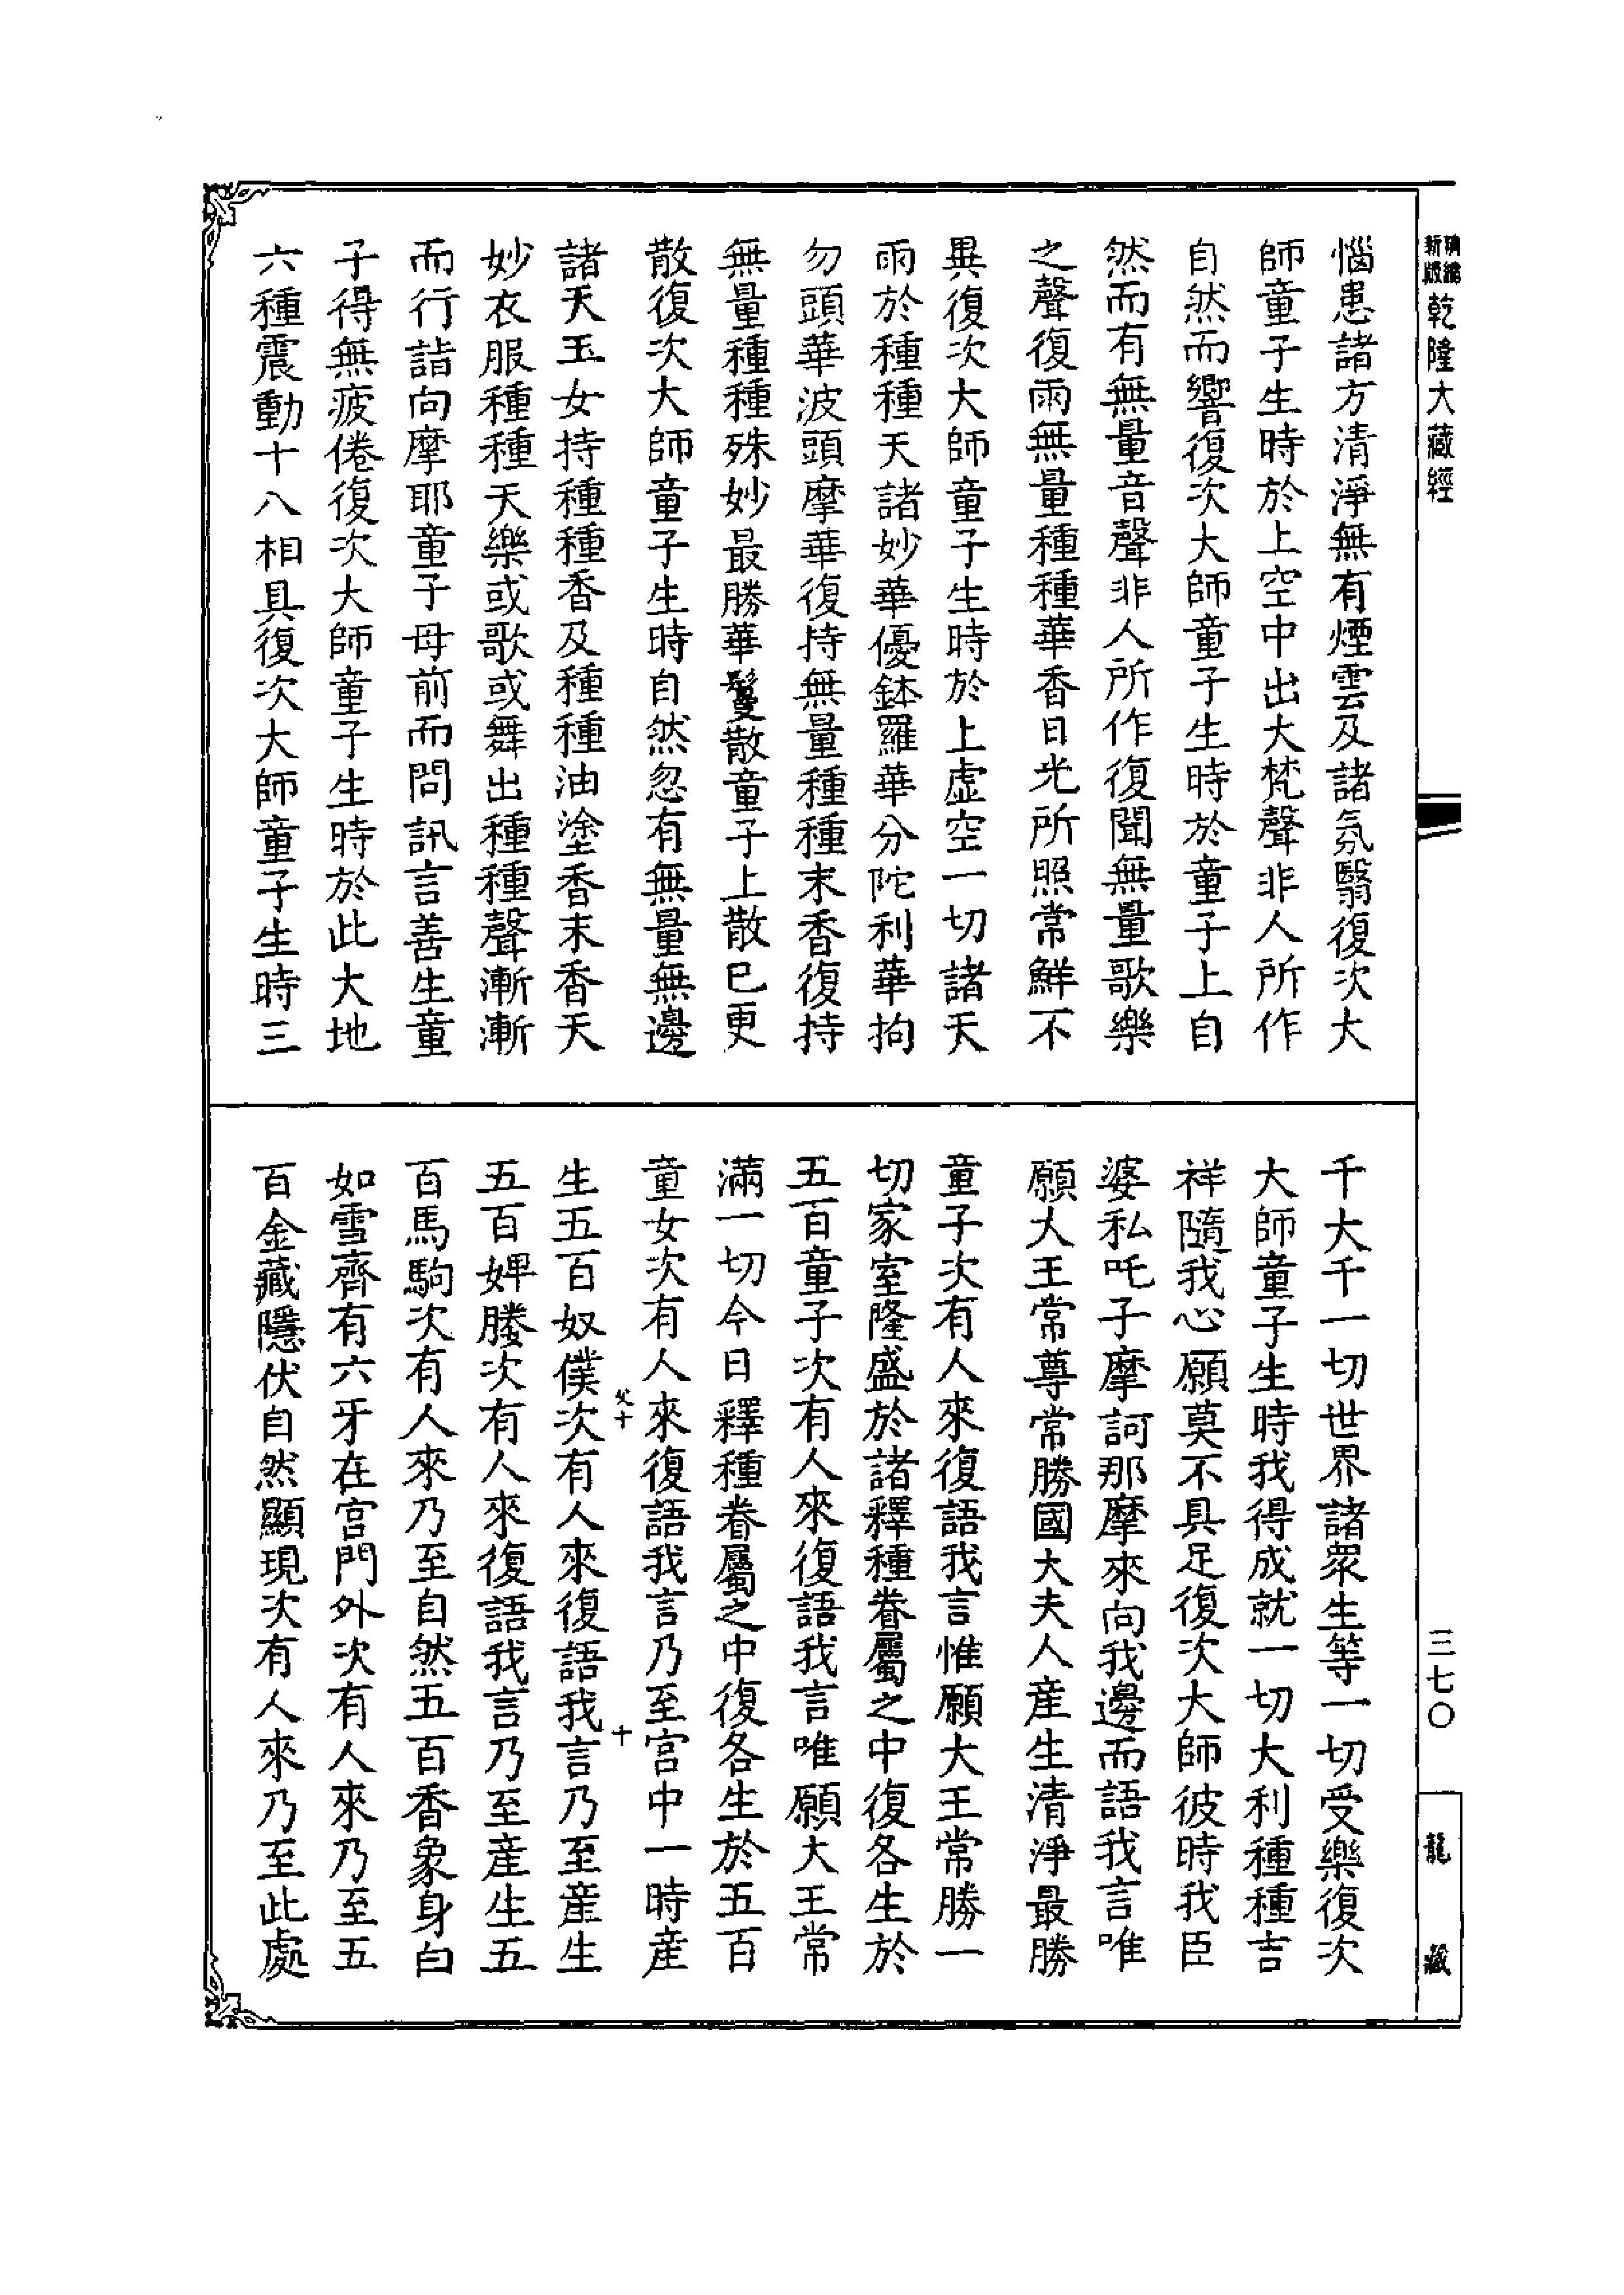 新版
精編
乾隆大藏經
三七〇
龍藏
惱患諸方清淨無有煙雲及諸氛翳復次大
師童子生時於上空中出大梵聲非人所作
自然而響復次大師童子生時於童子上自
然而有無量音聲非人所作復聞無量歌樂
之聲復雨無量種種華香日光所照常鮮不
異復次大師童子生時於上虛空一切諸天
雨於種種天諸妙華優鉢羅華分陀利華拘
勿頭華波頭摩華復持無量種種末香復持
無量種種殊妙最勝華鬘散童子上散已更
散復次大師童子生時自然忽有無量無邊
諸天玉女持種種香及種種油塗香末香天
妙衣服種種天樂或歌或舞出種種聲漸漸
而行詣向摩耶童子母前而問訊言善生童
子得無疲倦復次大師童子生時於此大地
六種震動十八相具復次大師童子生時三
千大千一切世界諸眾生等一切受樂復次
大師童子生時我得成就一切大利種種吉
祥隨我心願莫不具足復次大師彼時我臣
婆私吒子摩訶那摩來向我邊而語我言唯
願大王常尊常勝國大夫人產生清淨最勝
童子次有人來復語我言惟願大王常勝一
切家室隆盛於諸釋種眷屬之中復各生於
五百童子次有人來復語我言唯願大王常
滿一切今日釋種眷屬之中復各生於五百
童女次有人來復語我言乃至宮中一時產
生五百奴僕次有人來復語我言乃至產生
五百婢媵次有人來復語我言乃至產生五
百馬駒次有人來乃至自然五百香象身白
如雪齊有六牙在宮門外次有人來乃至五
百金藏隱伏自然顯現次有人來乃至此處
十